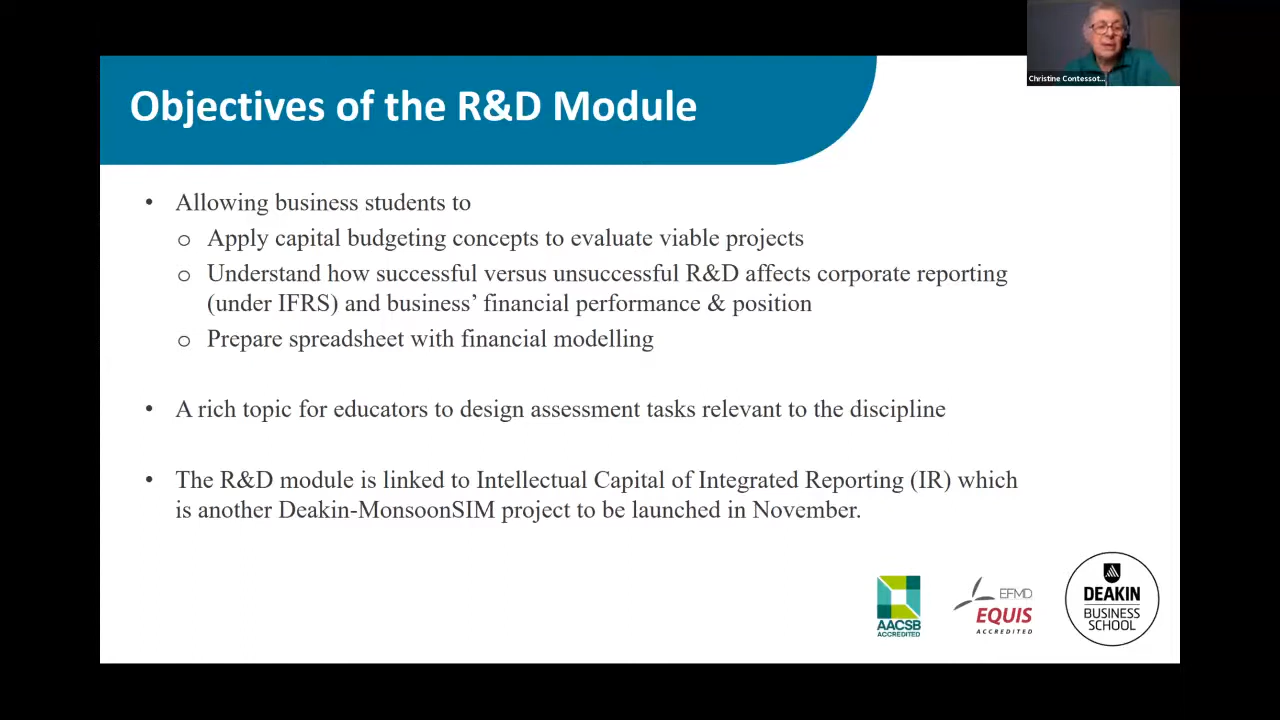 Christine Contessot...
Objectives of the R&D Module
• Allowing business students to
o Apply capital budgeting concepts to evaluate viable projects
o Understand how successful versus unsuccessful R&D affects corporate reporting
(under IFRS) and business’ financial performance & position
o Prepare spreadsheet with financial modelling
• A rich topic for educators to design assessment tasks relevant to the discipline
• The R&D module is linked to Intellectual Capital of Integrated Reporting (IR) which
is another Deakin-MonsoonSIM project to be launched in November.
AACSB
ACCREDITED
EFMD
EQUIS
ACCREDITED
DEAKIN
BUSINESS
SCHOOL